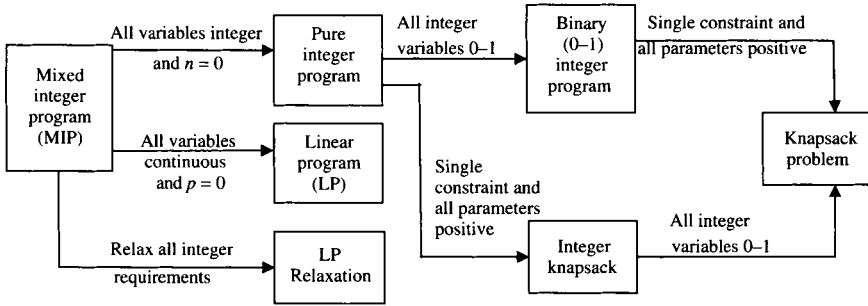 All variables integer
and n = 0
Mixed
integer
program
(MIP)
Pure
integer
program
All integer
variables 0–1
Binary
(0–1)
integer
program
Single constraint and
all parameters positive
Knapsack
problem
All variables
continuous
and p = 0
Linear
program
(LP)
Single
constraint and
all parameters
positive
Relax all integer
requirements
LP
Relaxation
Integer
knapsack
All integer
variables 0–1